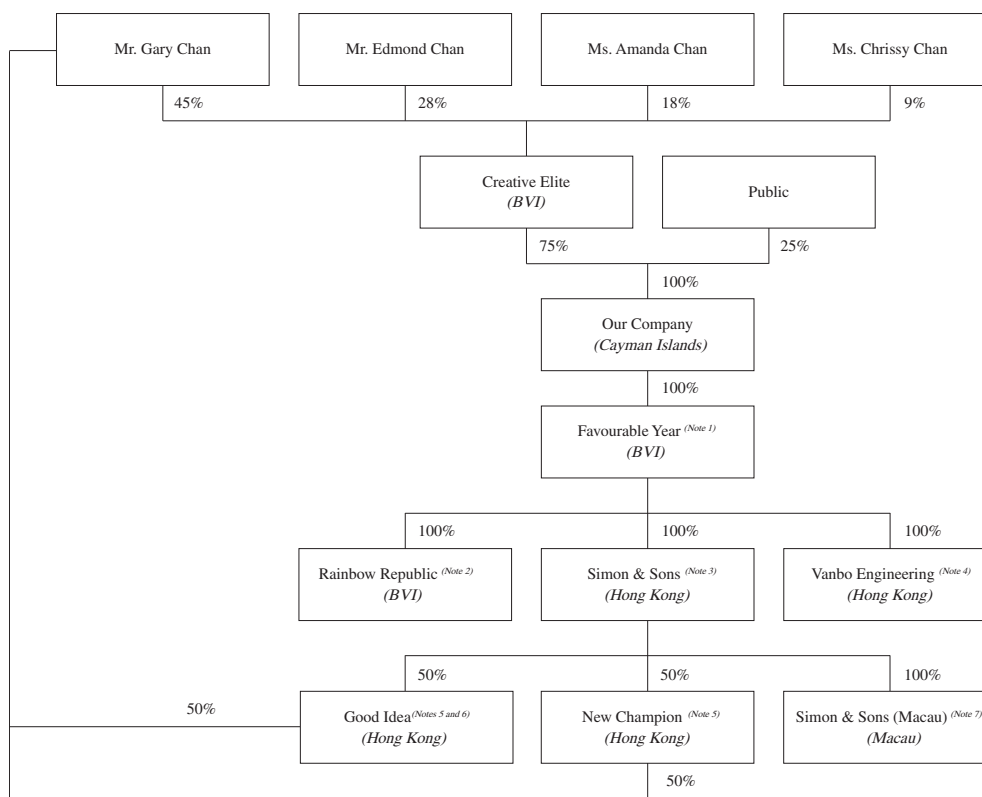 Mr. Gary Chan
Mr. Edmond Chan
Ms. Amanda Chan
Ms. Chrissy Chan
45%
28%
18%
9%
Creative Elite
(BVI)
Public
75%
25%
100%
Our Company
(Cayman Islands)
100%
Favourable Year (Note 1)
(BVI)
100%
100%
100%
Rainbow Republic (Note 2)
(BVI)
Simon & Sons (Note 3)
(Hong Kong)
Vanbo Engineering (Note 4)
(Hong Kong)
50%
50%
100%
50%
Good Idea(Notes 5 and 6)
(Hong Kong)
New Champion (Note 5)
(Hong Kong)
Simon & Sons (Macau) (Note 7)
(Macau)
50%